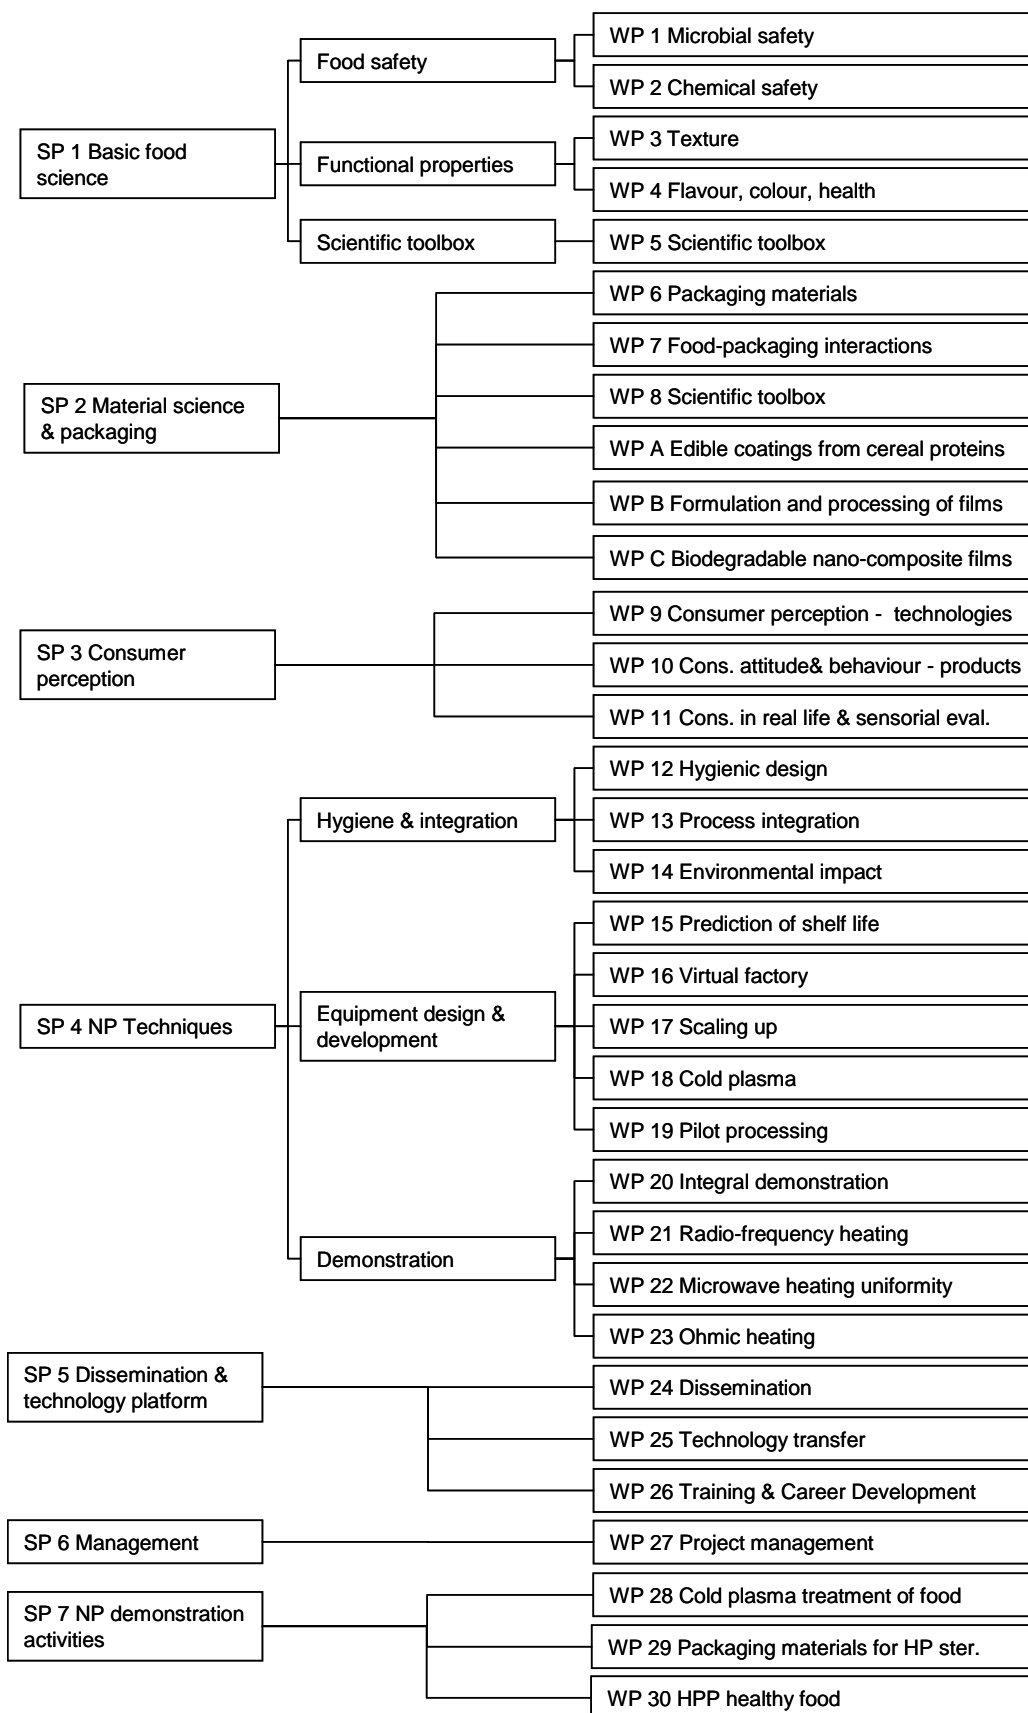 SP 1 Basic food
science
Food safety
WP 1 Microbial safety
WP 2 Chemical safety
Functional properties
WP 3 Texture
WP 4 Flavour, colour, health
Scientific toolbox
WP 5 Scientific toolbox
SP 2 Material science
& packaging
WP 6 Packaging materials
WP 7 Food-packaging interactions
WP 8 Scientific toolbox
WP A Edible coatings from cereal proteins
WP B Formulation and processing of films
WP C Biodegradable nano-composite films
SP 3 Consumer
perception
WP 9 Consumer perception - technologies
WP 10 Cons. attitude& behaviour - products
WP 11 Cons. in real life & sensorial eval.
SP 4 NP Techniques
Hygiene & integration
WP 12 Hygienic design
WP 13 Process integration
WP 14 Environmental impact
Equipment design &
development
WP 15 Prediction of shelf life
WP 16 Virtual factory
WP 17 Scaling up
WP 18 Cold plasma
WP 19 Pilot processing
Demonstration
WP 20 Integral demonstration
WP 21 Radio-frequency heating
WP 22 Microwave heating uniformity
WP 23 Ohmic heating
SP 5 Dissemination &
technology platform
WP 24 Dissemination
WP 25 Technology transfer
WP 26 Training & Career Development
SP 6 Management
WP 27 Project management
SP 7 NP demonstration
activities
WP 28 Cold plasma treatment of food
WP 29 Packaging materials for HP ster.
WP 30 HPP healthy food